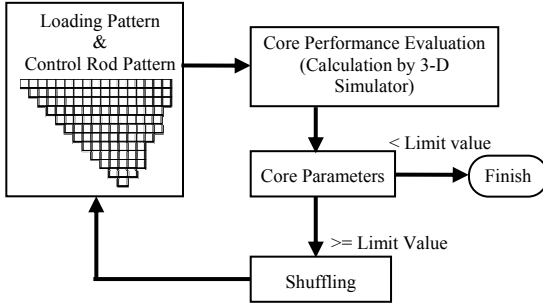 Loading Pattern
&
Control Rod Pattern
Core Performance Evaluation
(Calculation by 3-D
Simulator)
< Limit value
Core Parameters
Finish
>= Limit Value
Shuffling